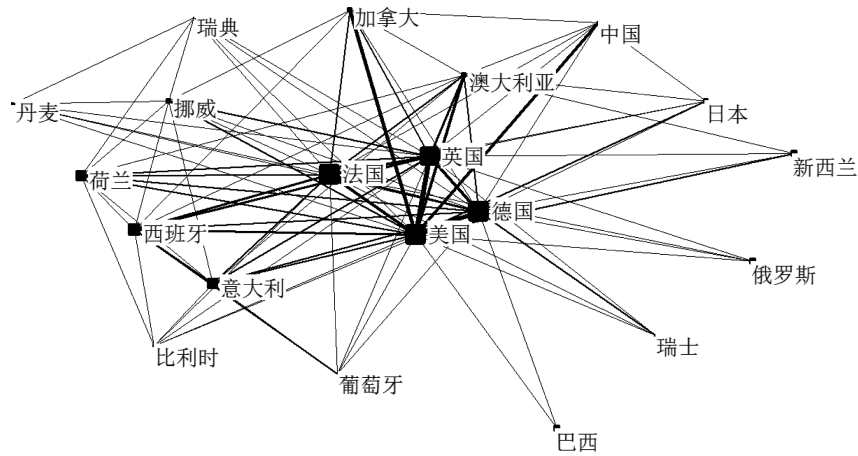 瑞典
加拿大
中国
丹麦
挪威
澳大利亚
日本
荷兰
法国
英国
新西兰
西班牙
美国
德国
意大利
俄罗斯
比利时
葡萄牙
瑞士
巴西